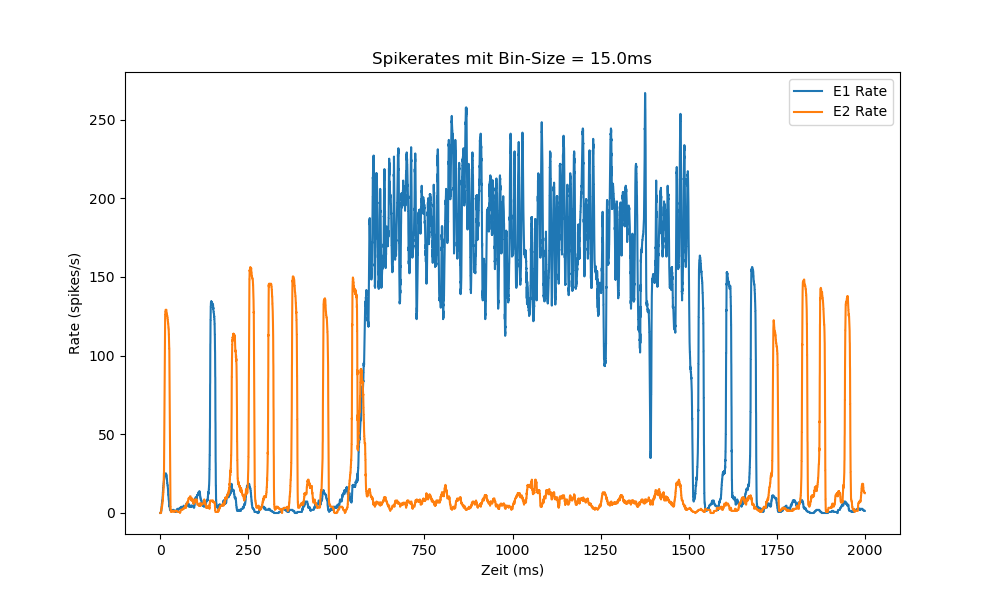 Spikerates mit Bin-Size = 15.0ms
E1 Rate
E2 Rate
Rate (spikes/s)
250
200
150
100
50
0
0 250 500 750 1000 1250 1500 1750 2000
Zeit (ms)